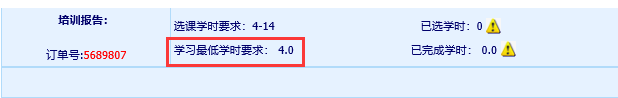 培训报告：
选课学时要求：4-14
已选学时：0
订单号:5689807
学习最低学时要求： 4.0
已完成学时： 0.0